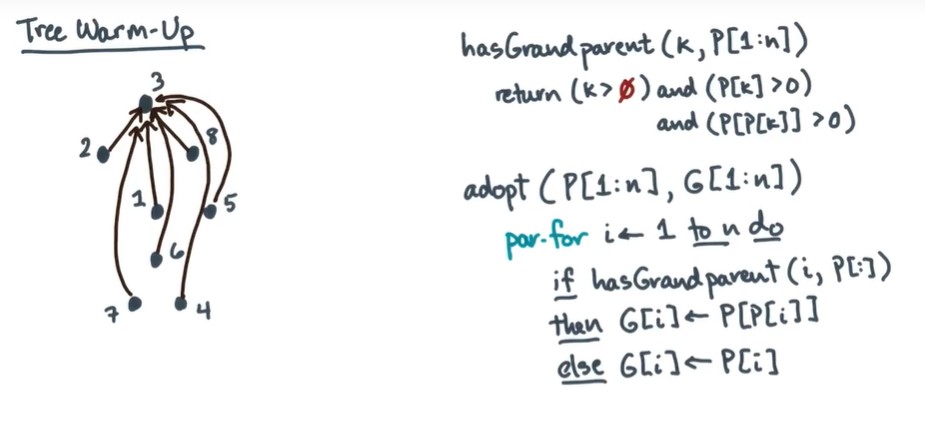 Tree Warm-Up
3
2
8
1
5
6
7
4
hasGrandparent (k, P[1:n])
return (k > 0) and (P[k] > 0)
and (P[P[k]] > 0)
adopt (P[1:n], G[1:n])
par-for i ← 1 to n do
if hasGrandparent (i, P[:])
then G[i] ← P[P[i]]
else G[i] ← P[i]